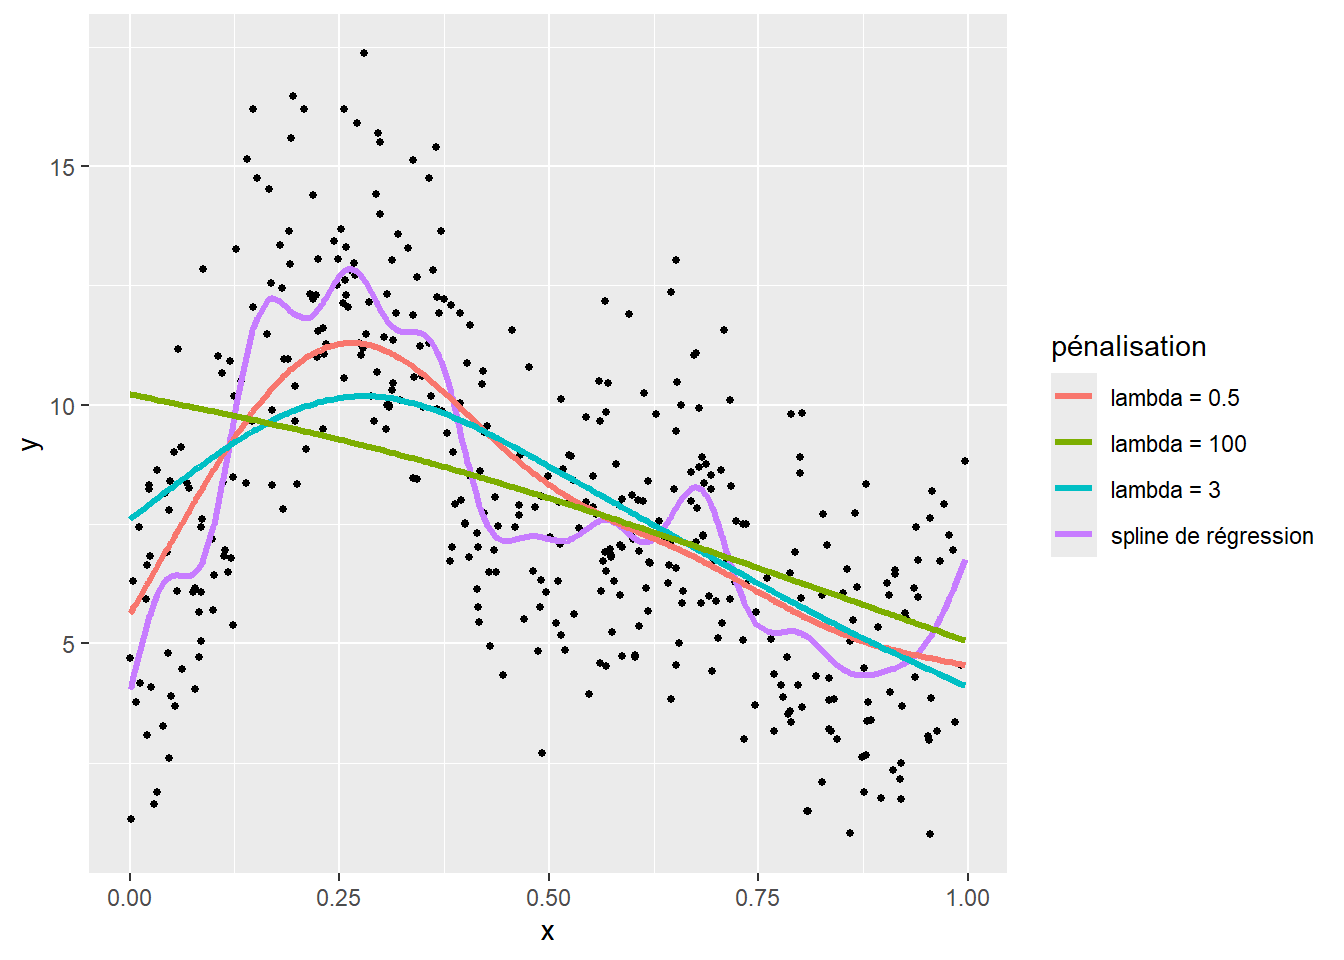 15
10
5
y
0.00
0.25
0.50
0.75
1.00
x
pénalisation
lambda = 0.5
lambda = 100
lambda = 3
spline de régression